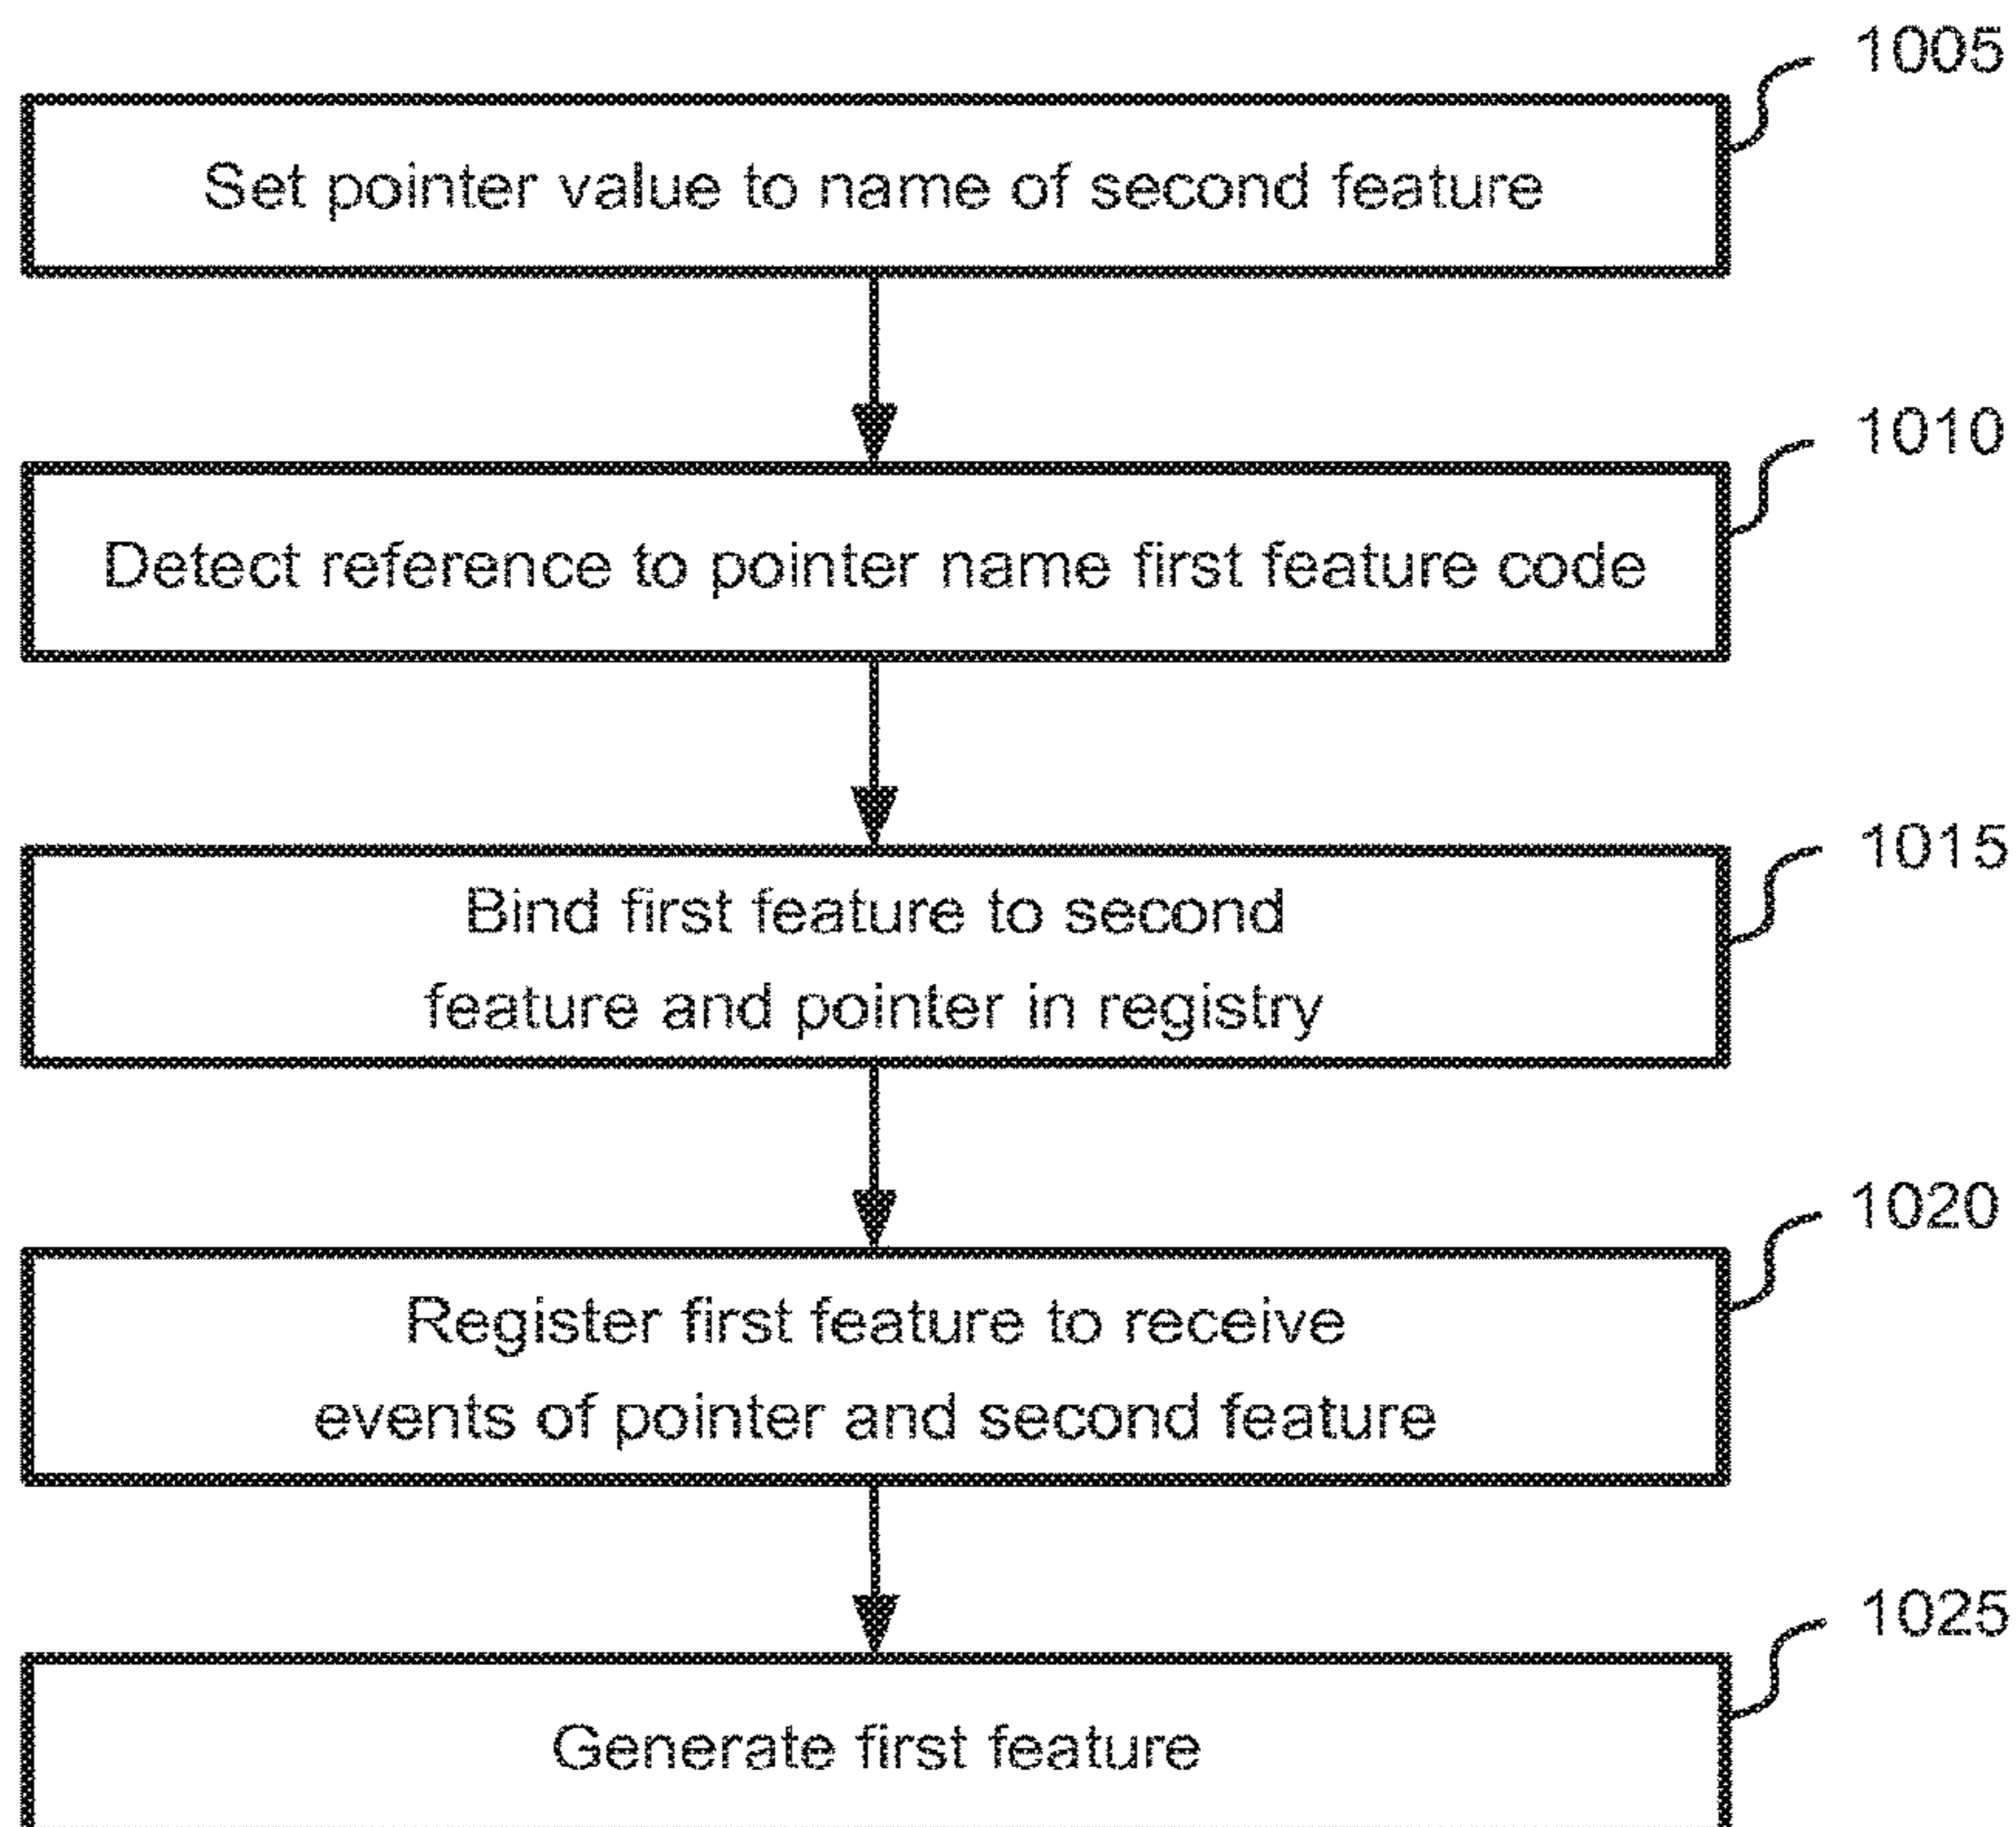 1005
Set pointer value to name of second feature
1010
Detect reference to pointer name first feature code
1015
Bind first feature to second
feature and pointer in registry
1020
Register first feature to receive
events of pointer and second feature
1025
Generate first feature